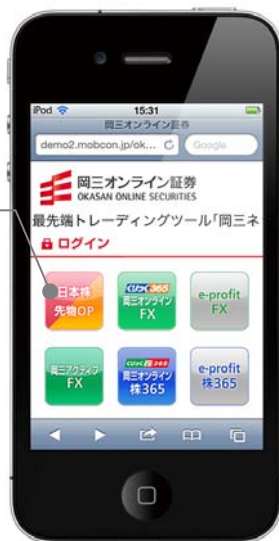 iPod 15:31
岡三オンライン証券
demo2.mobcon.jp/ok... Google
岡三オンライン証券
OKASAN ONLINE SECURITIES
最先端トレーディングツール「岡三ネ
ログイン
日本株
先物OP
くりっく365
岡三オンライン
FX
e-profit
FX
岡三アクティブ
FX
くりっく株365
岡三オンライン
株365
e-profit
株365